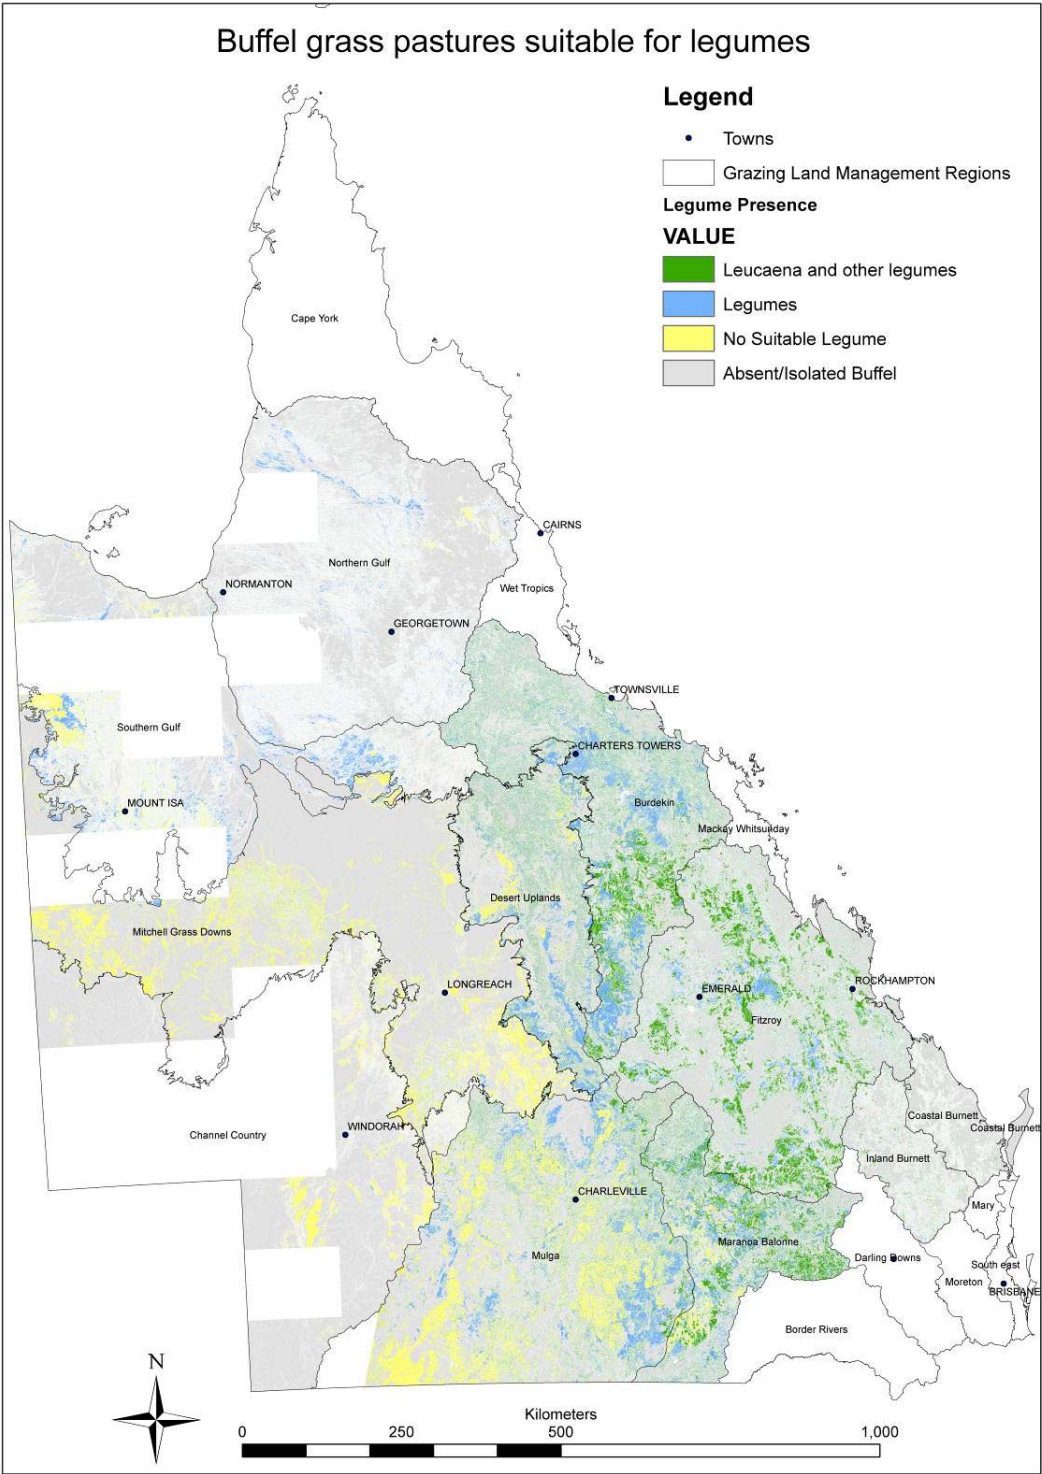 Buffel grass pastures suitable for legumes
Legend
Towns
Grazing Land Management Regions
Legume Presence
VALUE
Leucaena and other legumes
Legumes
No Suitable Legume
Absent/Isolated Buffel
Cape York
CAIRNS
Northern Gulf
NORMANTON
Wet Tropics
GEORGETOWN
TOWNSVILLE
Southern Gulf
CHARTERS TOWERS
MOUNT ISA
Burdekin
Mackay Whitsunday
Desert Uplands
Mitchell Grass Downs
LONGREACH
EMERALD
ROCKHAMPTON
Fitzroy
Coastal Burnett
Coastal Burnett
WINDORAH
Channel Country
Inland Burnett
CHARLEVILLE
Mary
Maranoa Balonne
Mulga
Darling Downs
South east
Moreton
BRISBANE
Border Rivers
N
Kilometers
0 250 500 1,000